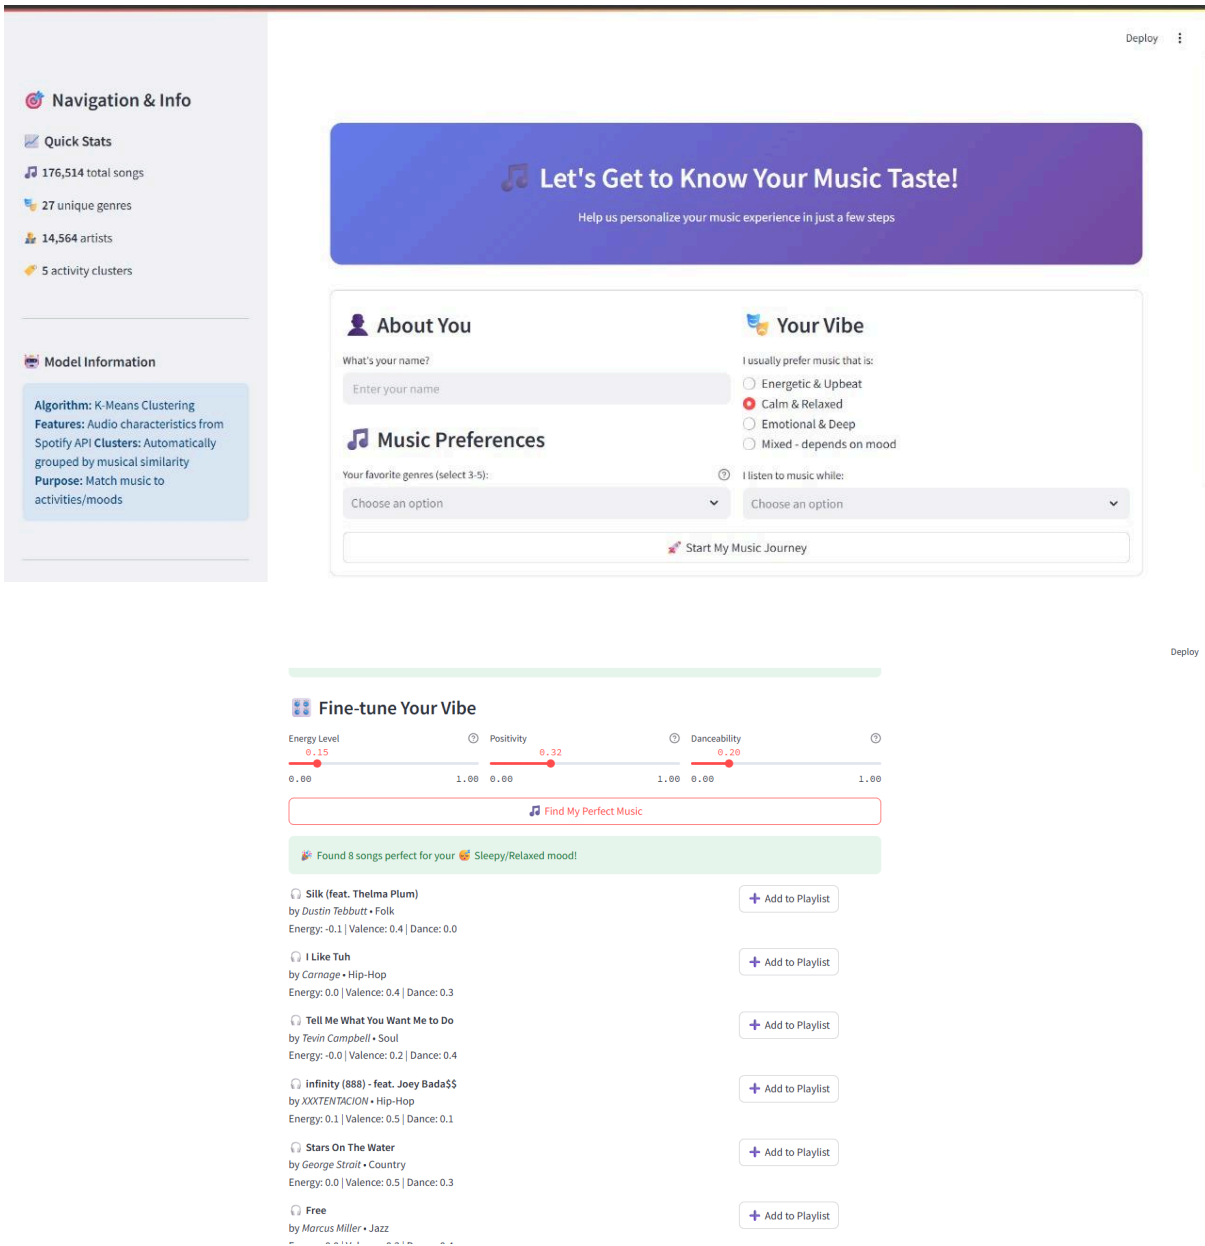 Deploy
Navigation & Info
Quick Stats
176,514 total songs
27 unique genres
14,564 artists
5 activity clusters
Model Information
Algorithm: K-Means Clustering
Features: Audio characteristics from
Spotify API Clusters: Automatically
grouped by musical similarity
Purpose: Match music to
activities/moods
Let's Get to Know Your Music Taste!
Help us personalize your music experience in just a few steps
About You
What's your name?
Enter your name
Music Preferences
Your favorite genres (select 3-5):
Choose an option
Your Vibe
I usually prefer music that is:
Energetic & Upbeat
Calm & Relaxed
Emotional & Deep
Mixed - depends on mood
I listen to music while:
Choose an option
Start My Music Journey
Deploy
Fine-tune Your Vibe
Energy Level
0.15
0.00 1.00
Positivity
0.32
0.00 1.00
Danceability
0.20
0.00 1.00
Find My Perfect Music
Found 8 songs perfect for your Sleepy/Relaxed mood!
Silk (feat. Thelma Plum)
by Dustin Tebbutt • Folk
Energy: -0.1 | Valence: 0.4 | Dance: 0.0
Add to Playlist
I Like Tuh
by Carnage • Hip-Hop
Energy: 0.0 | Valence: 0.4 | Dance: 0.3
Add to Playlist
Tell Me What You Want Me to Do
by Tevin Campbell • Soul
Energy: -0.0 | Valence: 0.2 | Dance: 0.4
Add to Playlist
infinity (888) - feat. Joey Bada$$
by XXXTENTACION • Hip-Hop
Energy: 0.1 | Valence: 0.5 | Dance: 0.1
Add to Playlist
Stars On The Water
by George Strait • Country
Energy: 0.0 | Valence: 0.5 | Dance: 0.3
Add to Playlist
Free
by Marcus Miller • Jazz
Add to Playlist